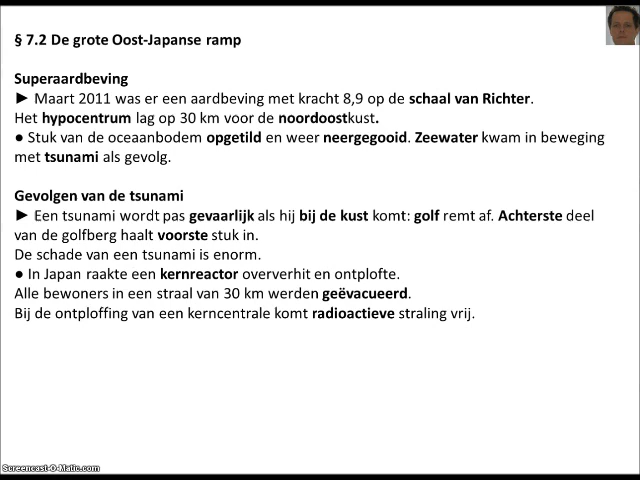 § 7.2 De grote Oost-Japanse ramp
Superaardbeving
► Maart 2011 was er een aardbeving met kracht 8,9 op de schaal van Richter.
Het hypocentrum lag op 30 km voor de noordoostkust.
● Stuk van de oceaanbodem opgetild en weer neergegooid. Zeewater kwam in beweging
met tsunami als gevolg.
Gevolgen van de tsunami
► Een tsunami wordt pas gevaarlijk als hij bij de kust komt: golf remt af. Achterste deel
van de golfberg haalt voorste stuk in.
De schade van een tsunami is enorm.
● In Japan raakte een kernreactor oververhit en ontplofte.
Alle bewoners in een straal van 30 km werden geëvacueerd.
Bij de ontploffing van een kerncentrale komt radioactieve straling vrij.
Screencast-O-Matic.com